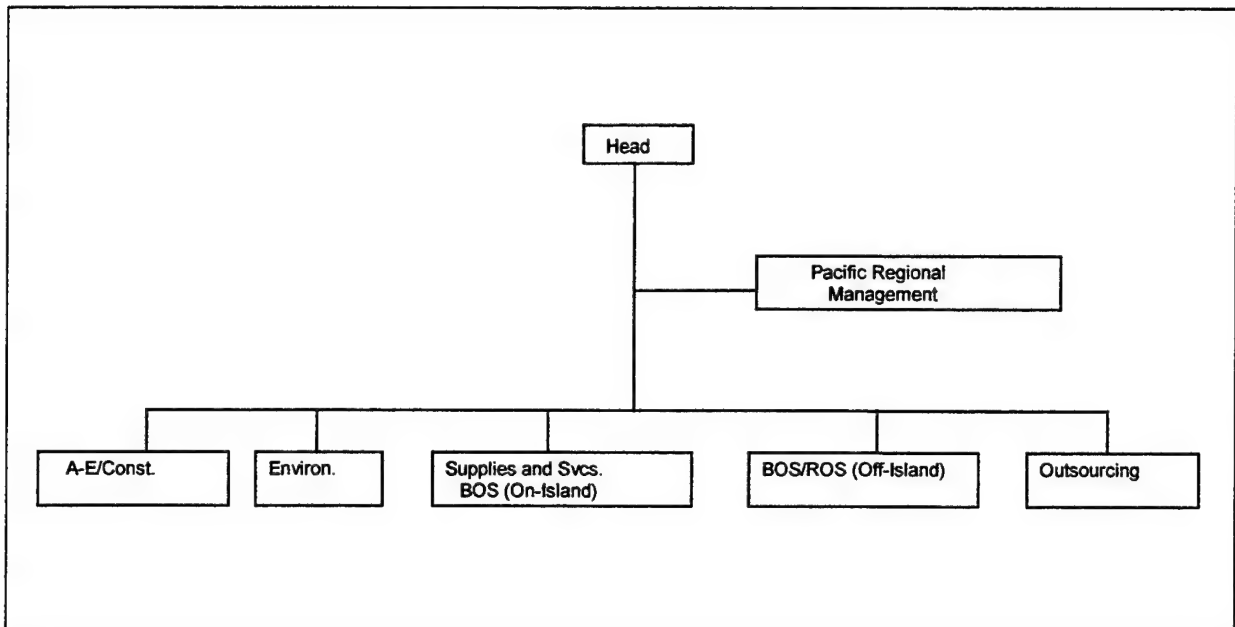 Head
Pacific Regional
Management
A-E/Const.
Environ.
Supplies and Svcs.
BOS (On-Island)
BOS/ROS (Off-Island)
Outsourcing